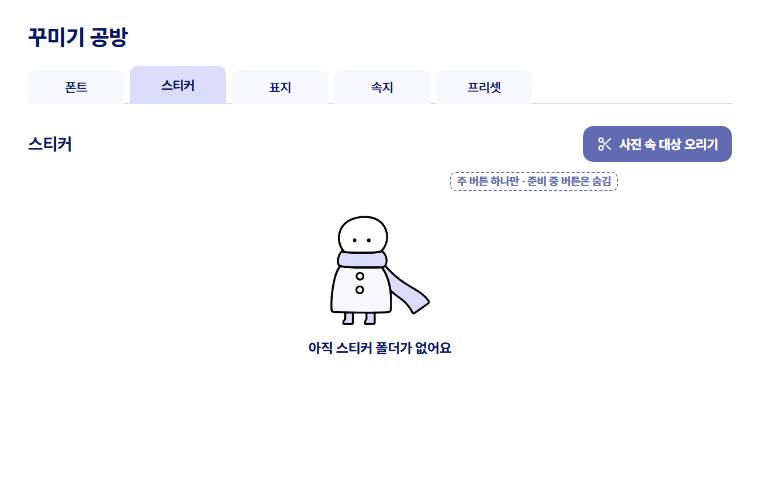 꾸미기 공방
폰트
스티커
표지
속지
프리셋
스티커
사진 속 대상 오리기
주 버튼 하나만 · 준비 중 버튼은 숨김
아직 스티커 폴더가 없어요